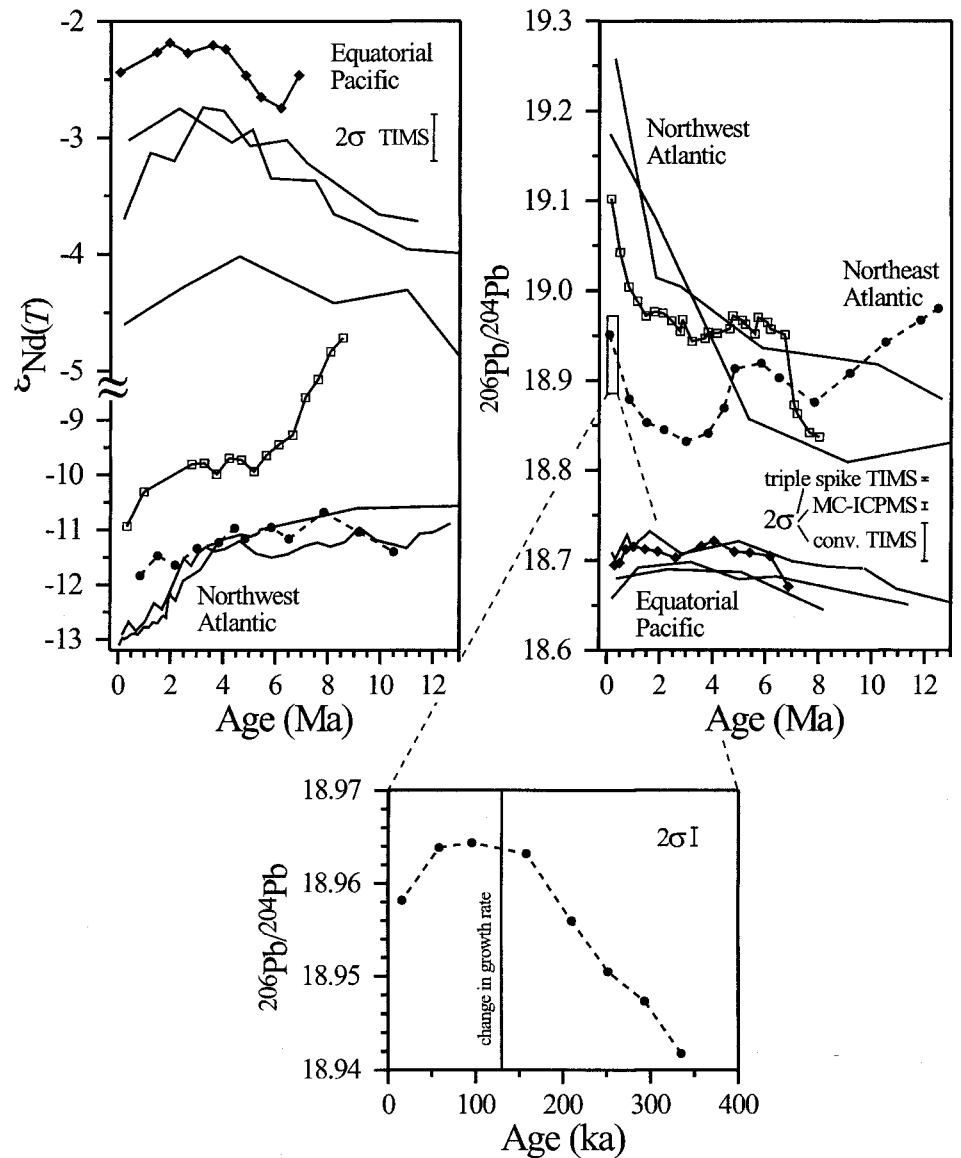 -2
-3
-4
-5
-9
-10
-11
-12
-13
εNd(T)
Equatorial
Pacific
2σ TIMS
Northwest
Atlantic
0 2 4 6 8 10 12
Age (Ma)
19.3
19.2
19.1
19.0
18.9
18.8
18.7
18.6
206Pb/204Pb
Northwest
Atlantic
Northeast
Atlantic
triple spike TIMS
2σ MC-ICPMS
conv. TIMS
Equatorial
Pacific
0 2 4 6 8 10 12
Age (Ma)
18.97
18.96
18.95
18.94
206Pb/204Pb
2σ
change in growth rate
0 100 200 300 400
Age (ka)